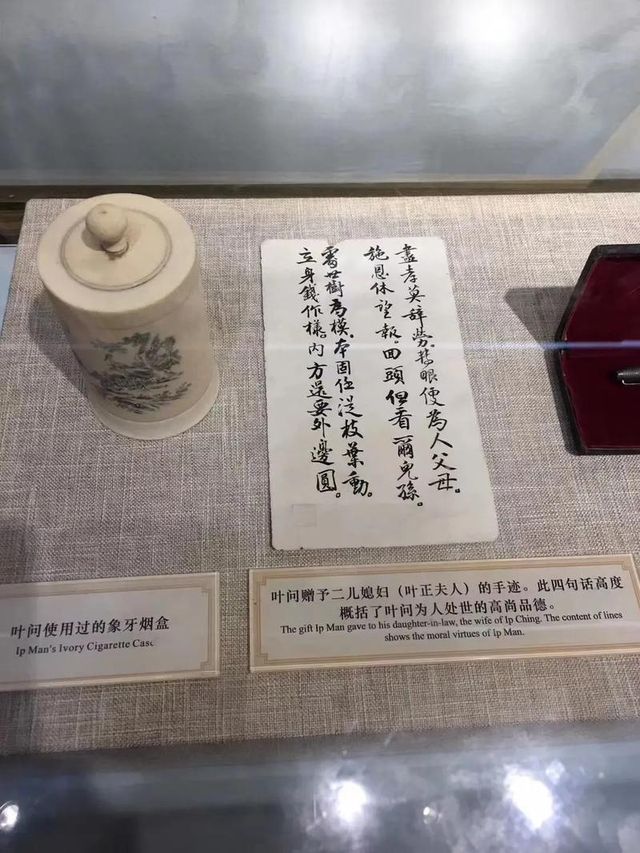 盡孝莫辞勞。轉眼便為人父母。
施恩休望報。回頭但看爾兒孫。
處世樹為模。本固任從枝葉動。
立身錢作樣。內方還要外邊圓。
叶问使用过的象牙烟盒
Ip Man's Ivory Cigarette Case
叶问赠予二儿媳妇（叶正夫人）的手迹。此四句话高度
概括了叶问为人处世的高尚品德。
The gift Ip Man gave to his daughter-in-law, the wife of Ip Ching. The content of lines
shows the moral virtues of Ip Man.